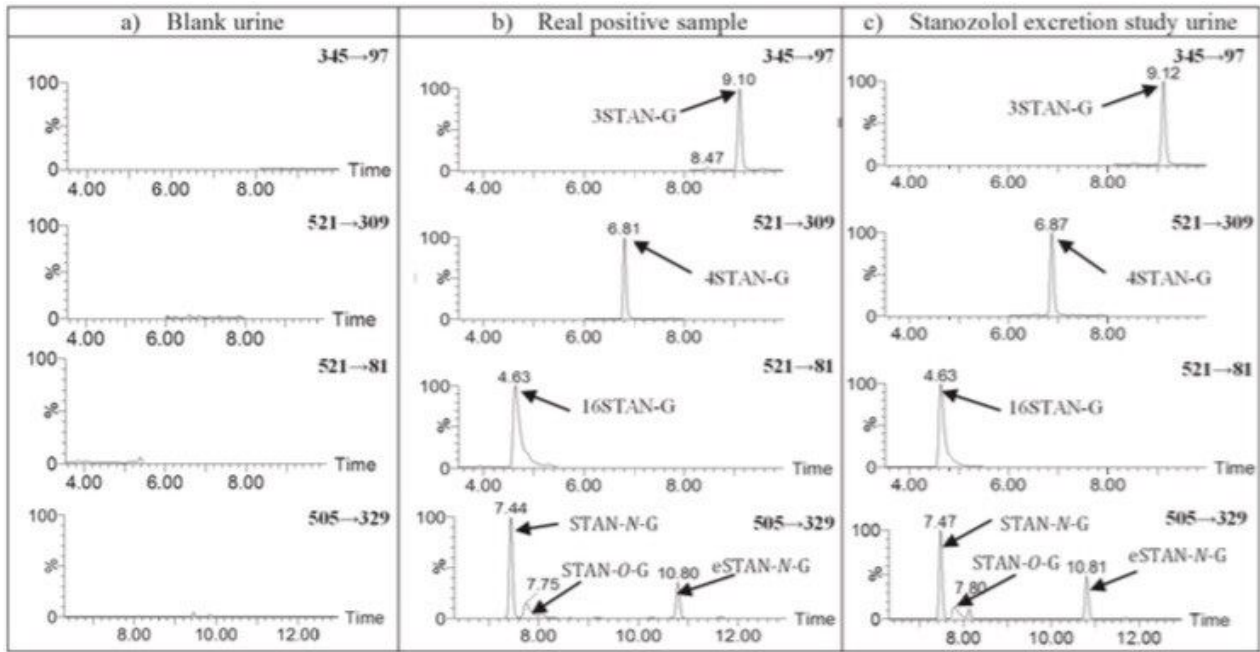 a) Blank urine
345→97
100
%
0
Time
4.00 6.00 8.00
521→309
100
%
0
4.00 6.00 8.00
521→81
100
%
0
Time
4.00 6.00 8.00
505→329
100
%
0
Time
8.00 10.00 12.00
b) Real positive sample
345→97
9.10
100
3STAN-G
%
8.47
0
4.00 6.00 8.00
521→309
6.81
100
4STAN-G
%
0
4.00 6.00 8.00
521→81
4.63
100
16STAN-G
%
0
Time
4.00 6.00 8.00
7.44
505→329
100
STAN-N-G
%
STAN-O-G
7.75
10.80
eSTAN-N-G
0
Time
8.00 10.00 12.00
c) Stanozolol excretion study urine
345→97
9.12
100
3STAN-G
%
0
4.00 6.00 8.00
521→309
6.87
100
4STAN-G
%
0
4.00 6.00 8.00
521→81
4.63
100
16STAN-G
%
0
Time
4.00 6.00 8.00
7.47
505→329
100
STAN-N-G
STAN-O-G
%
7.80
10.81
eSTAN-N-G
0
Time
8.00 10.00 12.00